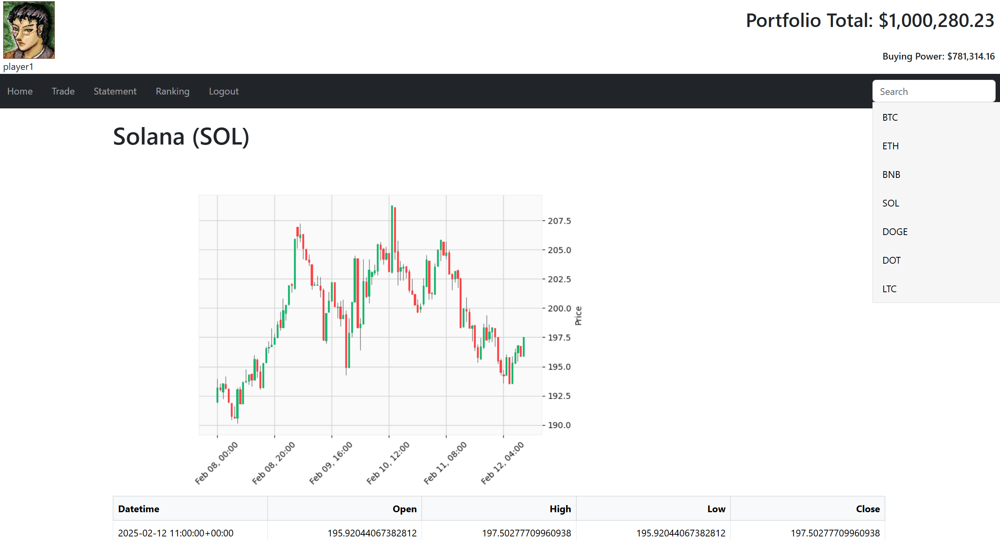 Portfolio Total: $1,000,280.23
Buying Power: $781,314.16
player1
Home Trade Statement Ranking Logout
Search
BTC
ETH
BNB
SOL
DOGE
DOT
LTC
Solana (SOL)
207.5
205.0
202.5
200.0
197.5
195.0
192.5
190.0
Price
Feb 08, 00:00
Feb 08, 20:00
Feb 09, 16:00
Feb 10, 12:00
Feb 11, 08:00
Feb 12, 04:00
Datetime Open High Low Close
2025-02-12 11:00:00+00:00 195.92044067382812 197.50277709960938 195.92044067382812 197.50277709960938